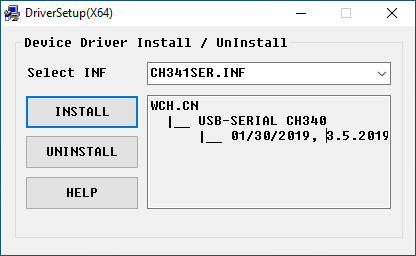 DriverSetup(X64)
Device Driver Install / UnInstall
Select INF
CH341SER.INF
INSTALL
UNINSTALL
HELP
WCH.CN
|__ USB-SERIAL CH340
|__ 01/30/2019, 3.5.2019